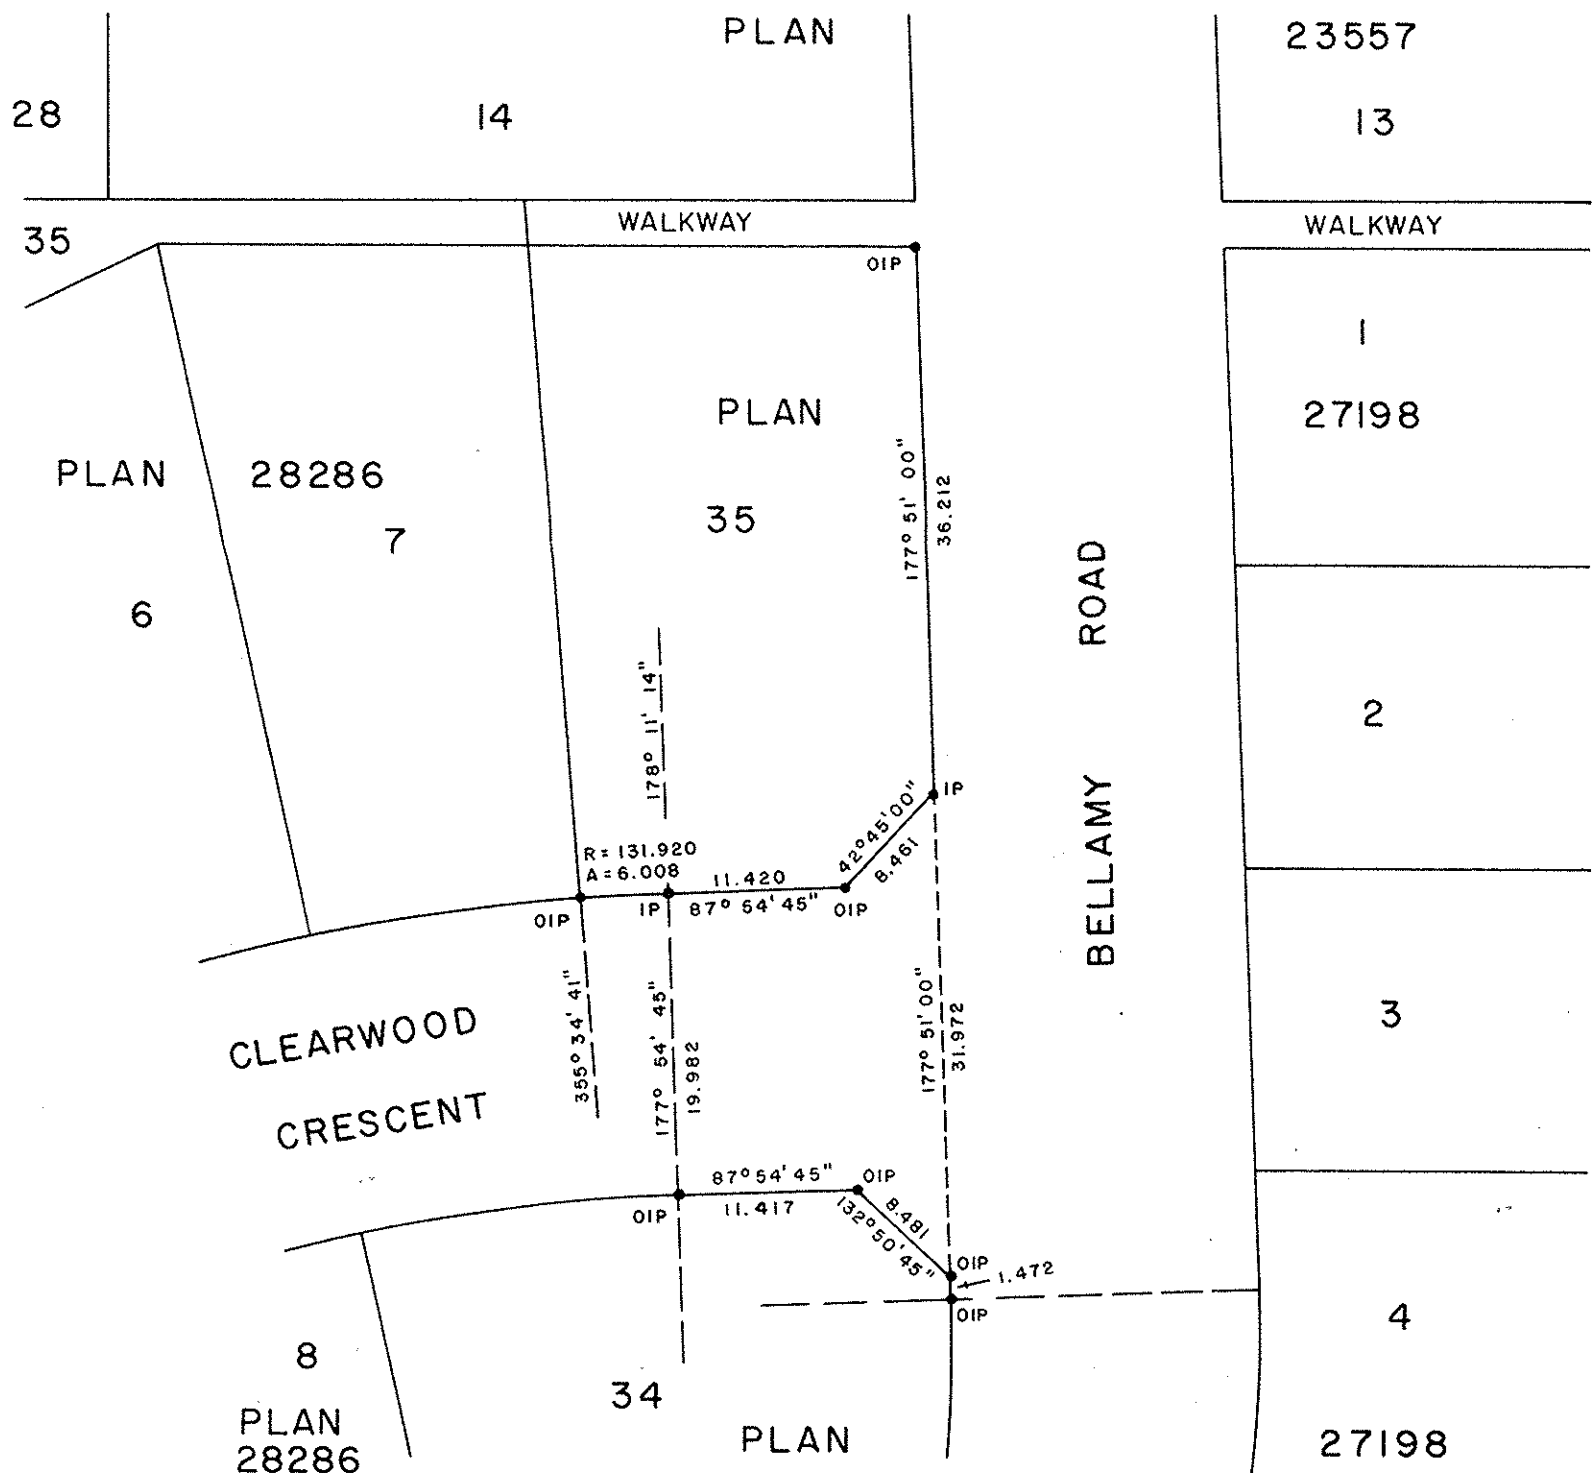 PLAN
23557
28
14
13
WALKWAY
WALKWAY
35
OIP
1
PLAN
27198
PLAN
28286
177° 51' 00"
36.212
35
7
6
ROAD
178° 11' 14"
2
IP
42°45'00"
8.461
BELLAMY
R = 131.920
A = 6.008
11.420
OIP
IP
87° 54' 45"
OIP
355° 34' 41"
177° 54' 45"
19.982
177° 51' 00"
31.972
3
CLEARWOOD
CRESCENT
87° 54' 45"
OIP
11.417
OIP
8.481
132°50'45"
OIP
1.472
OIP
4
8
34
PLAN
28286
PLAN
27198